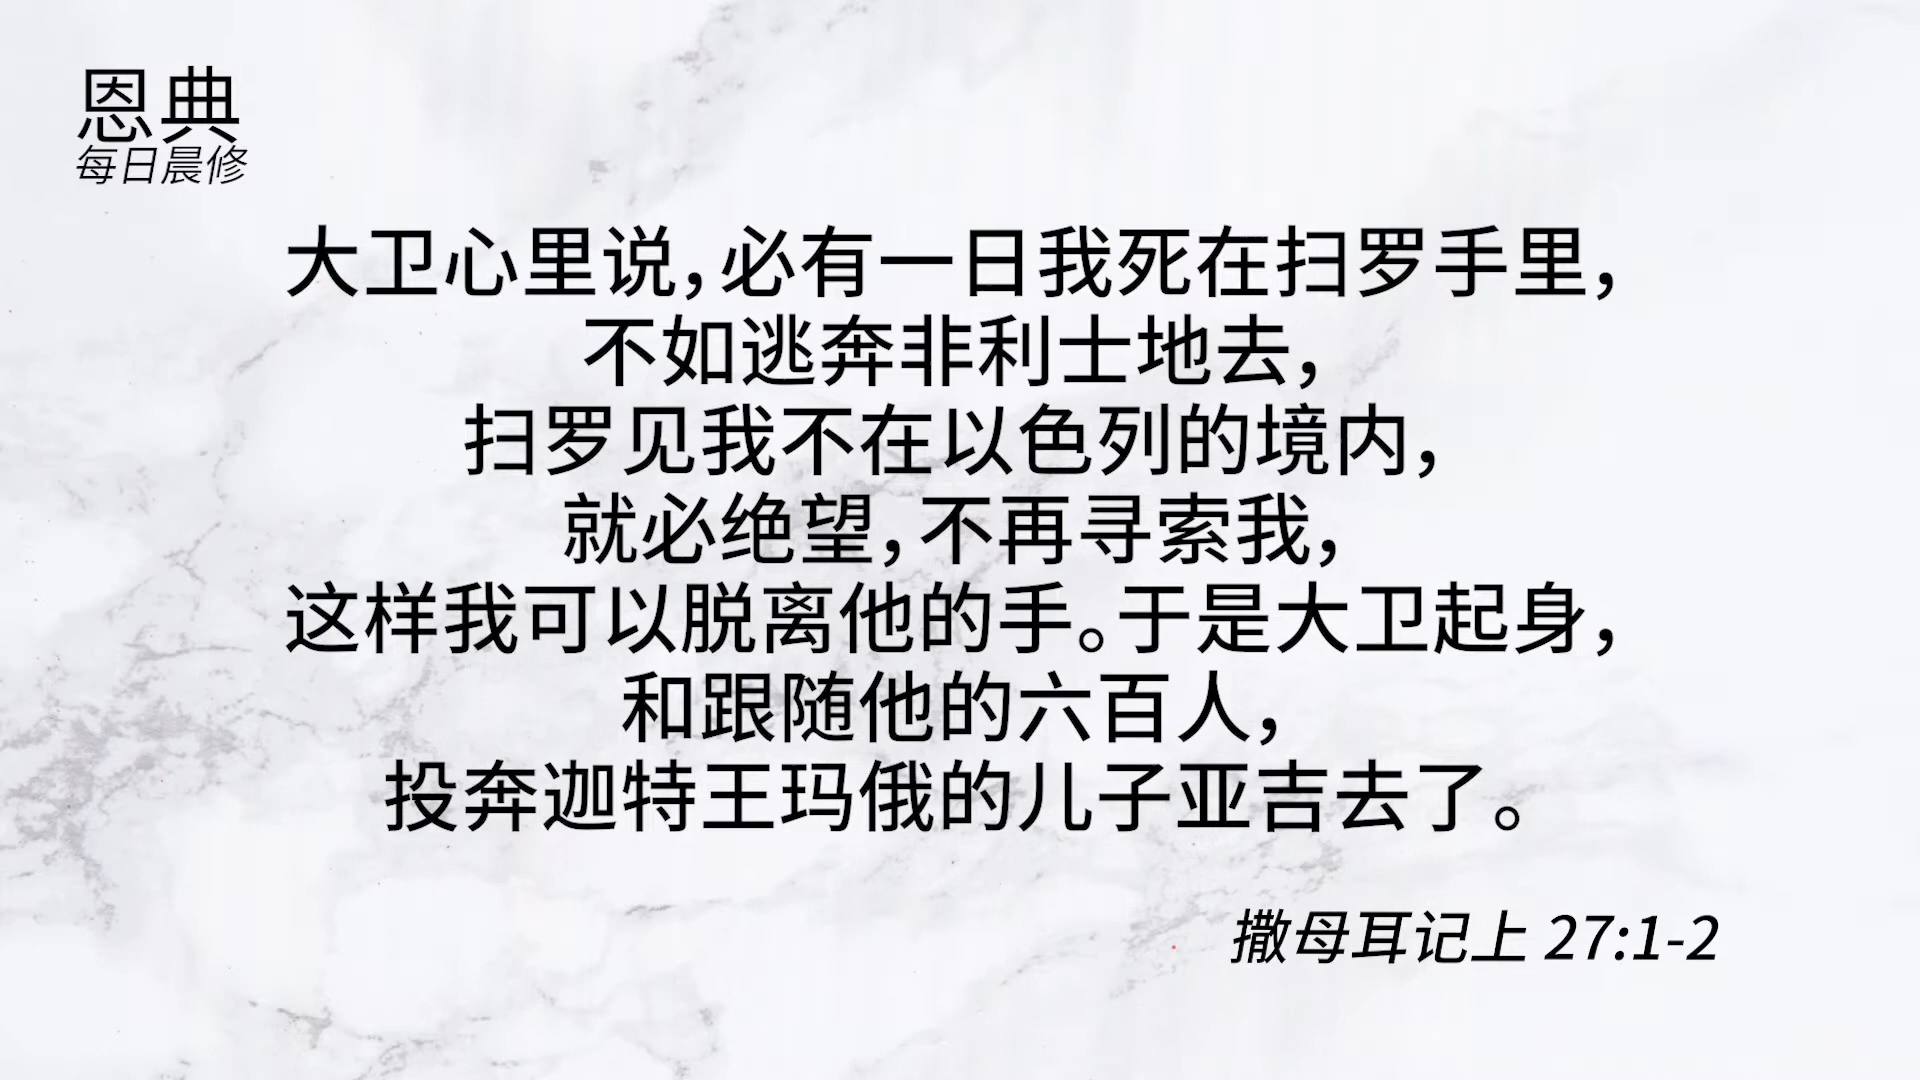 恩典
每日晨修
大卫心里说，必有一日我死在扫罗手里，
不如逃奔非利士地去，
扫罗见我不在以色列的境内，
就必绝望，不再寻索我，
这样我可以脱离他的手。于是大卫起身，
和跟随他的六百人，
投奔迦特王玛俄的儿子亚吉去了。
撒母耳记上 27:1-2